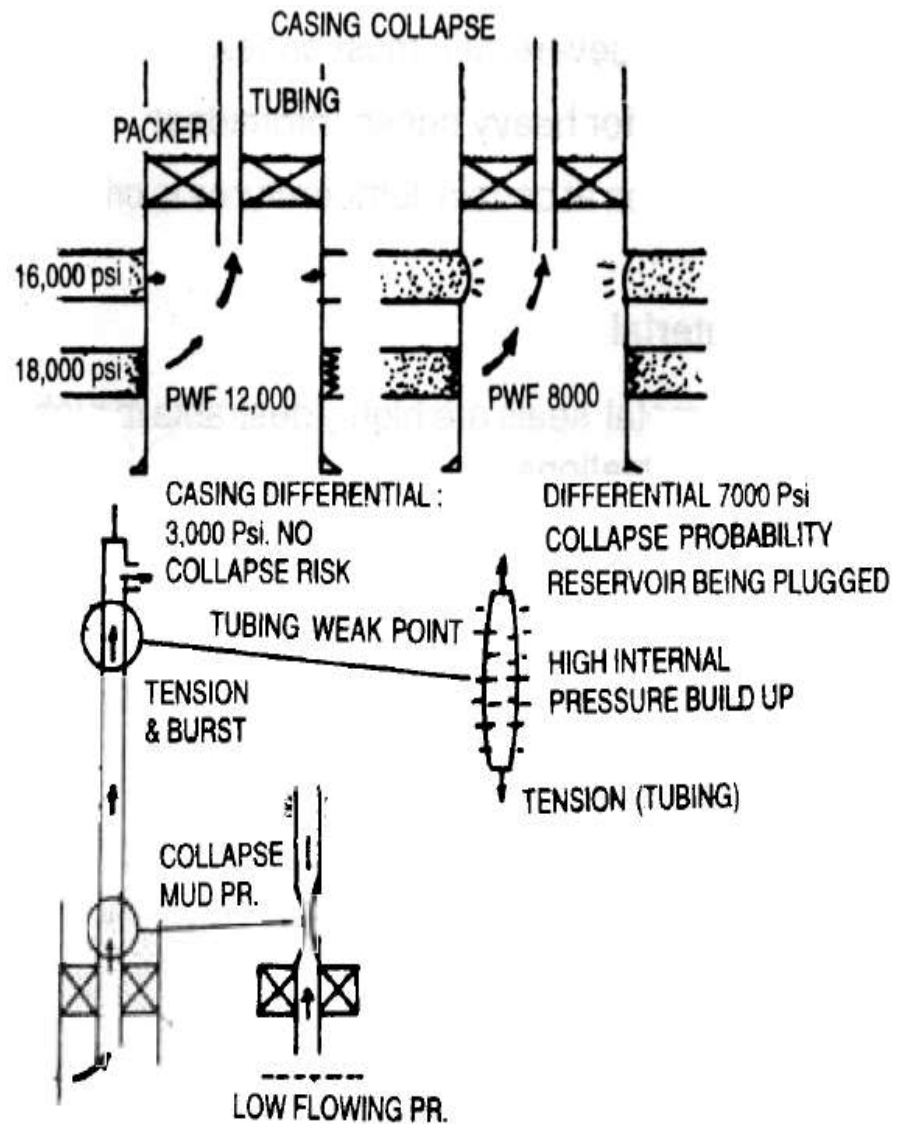 CASING COLLAPSE
TUBING
PACKER
16,000 psi
18,000 psi
PWF 12,000
PWF 8000
CASING DIFFERENTIAL :
3,000 Psi. NO
COLLAPSE RISK
DIFFERENTIAL 7000 Psi
COLLAPSE PROBABILITY
RESERVOIR BEING PLUGGED
TUBING WEAK POINT
HIGH INTERNAL
PRESSURE BUILD UP
TENSION
& BURST
TENSION (TUBING)
COLLAPSE
MUD PR.
LOW FLOWING PR.